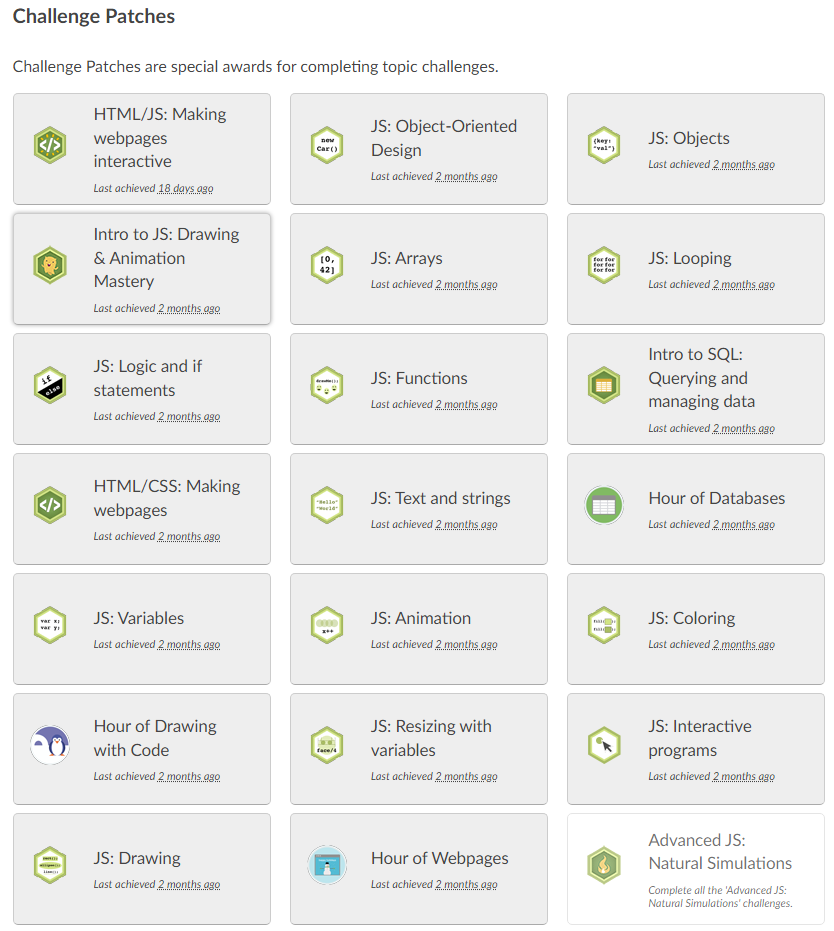 Challenge Patches
Challenge Patches are special awards for completing topic challenges.
</>
HTML/JS: Making
webpages
interactive
Last achieved 18 days ago
new
Car()
JS: Object-Oriented
Design
Last achieved 2 months ago
{key:
"val"}
JS: Objects
Last achieved 2 months ago
Intro to JS: Drawing
& Animation
Mastery
Last achieved 2 months ago
[0,
42]
JS: Arrays
Last achieved 2 months ago
for for
for for
for for
JS: Looping
Last achieved 2 months ago
if
else
JS: Logic and if
statements
Last achieved 2 months ago
drawMe();
JS: Functions
Last achieved 2 months ago
Intro to SQL:
Querying and
managing data
Last achieved 2 months ago
</>
HTML/CSS: Making
webpages
Last achieved 2 months ago
"Hello"
"World"
JS: Text and strings
Last achieved 2 months ago
Hour of Databases
Last achieved 2 months ago
var x;
var y;
JS: Variables
Last achieved 2 months ago
x++
JS: Animation
Last achieved 2 months ago
JS: Coloring
Last achieved 2 months ago
Hour of Drawing
with Code
Last achieved 2 months ago
face/4
JS: Resizing with
variables
Last achieved 2 months ago
JS: Interactive
programs
Last achieved 2 months ago
rect();
ellipse();
line();
JS: Drawing
Last achieved 2 months ago
Hour of Webpages
Last achieved 2 months ago
Advanced JS:
Natural Simulations
Complete all the 'Advanced JS:
Natural Simulations' challenges.